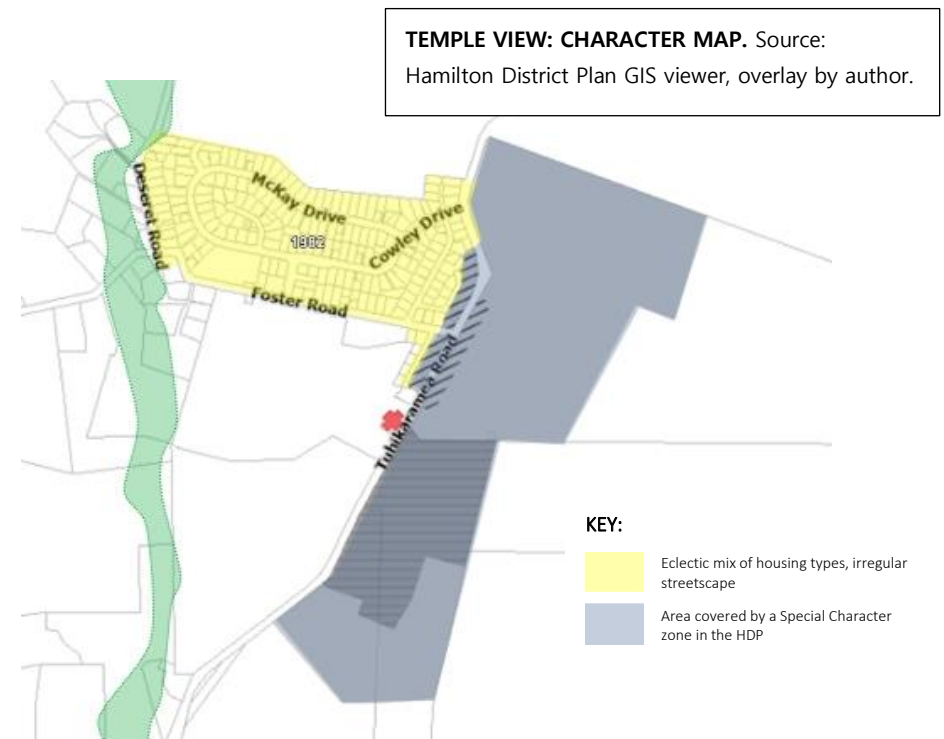 TEMPLE VIEW: CHARACTER MAP. Source:
Hamilton District Plan GIS viewer, overlay by author.
Deseret Road
McKay Drive
1982
Cowley Drive
Foster Road
Tuhikaramea Road
KEY:
Eclectic mix of housing types, irregular
streetscape
Area covered by a Special Character
zone in the HDP